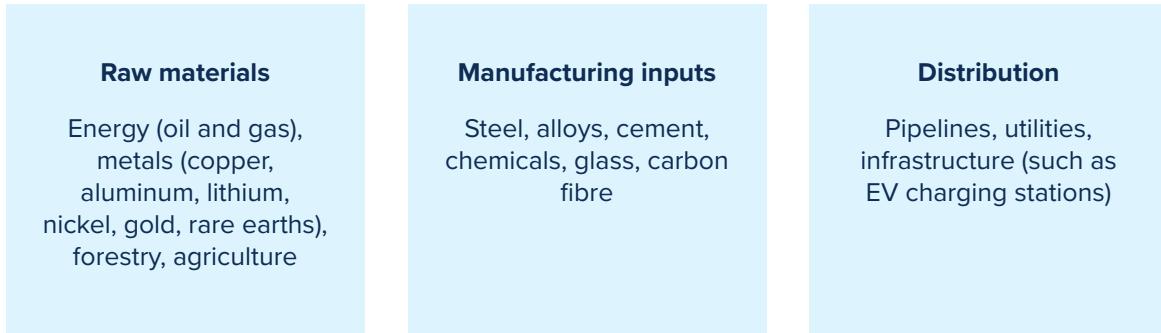 Raw materials
Energy (oil and gas),
metals (copper,
aluminum, lithium,
nickel, gold, rare earths),
forestry, agriculture
Manufacturing inputs
Steel, alloys, cement,
chemicals, glass, carbon
fibre
Distribution
Pipelines, utilities,
infrastructure (such as
EV charging stations)